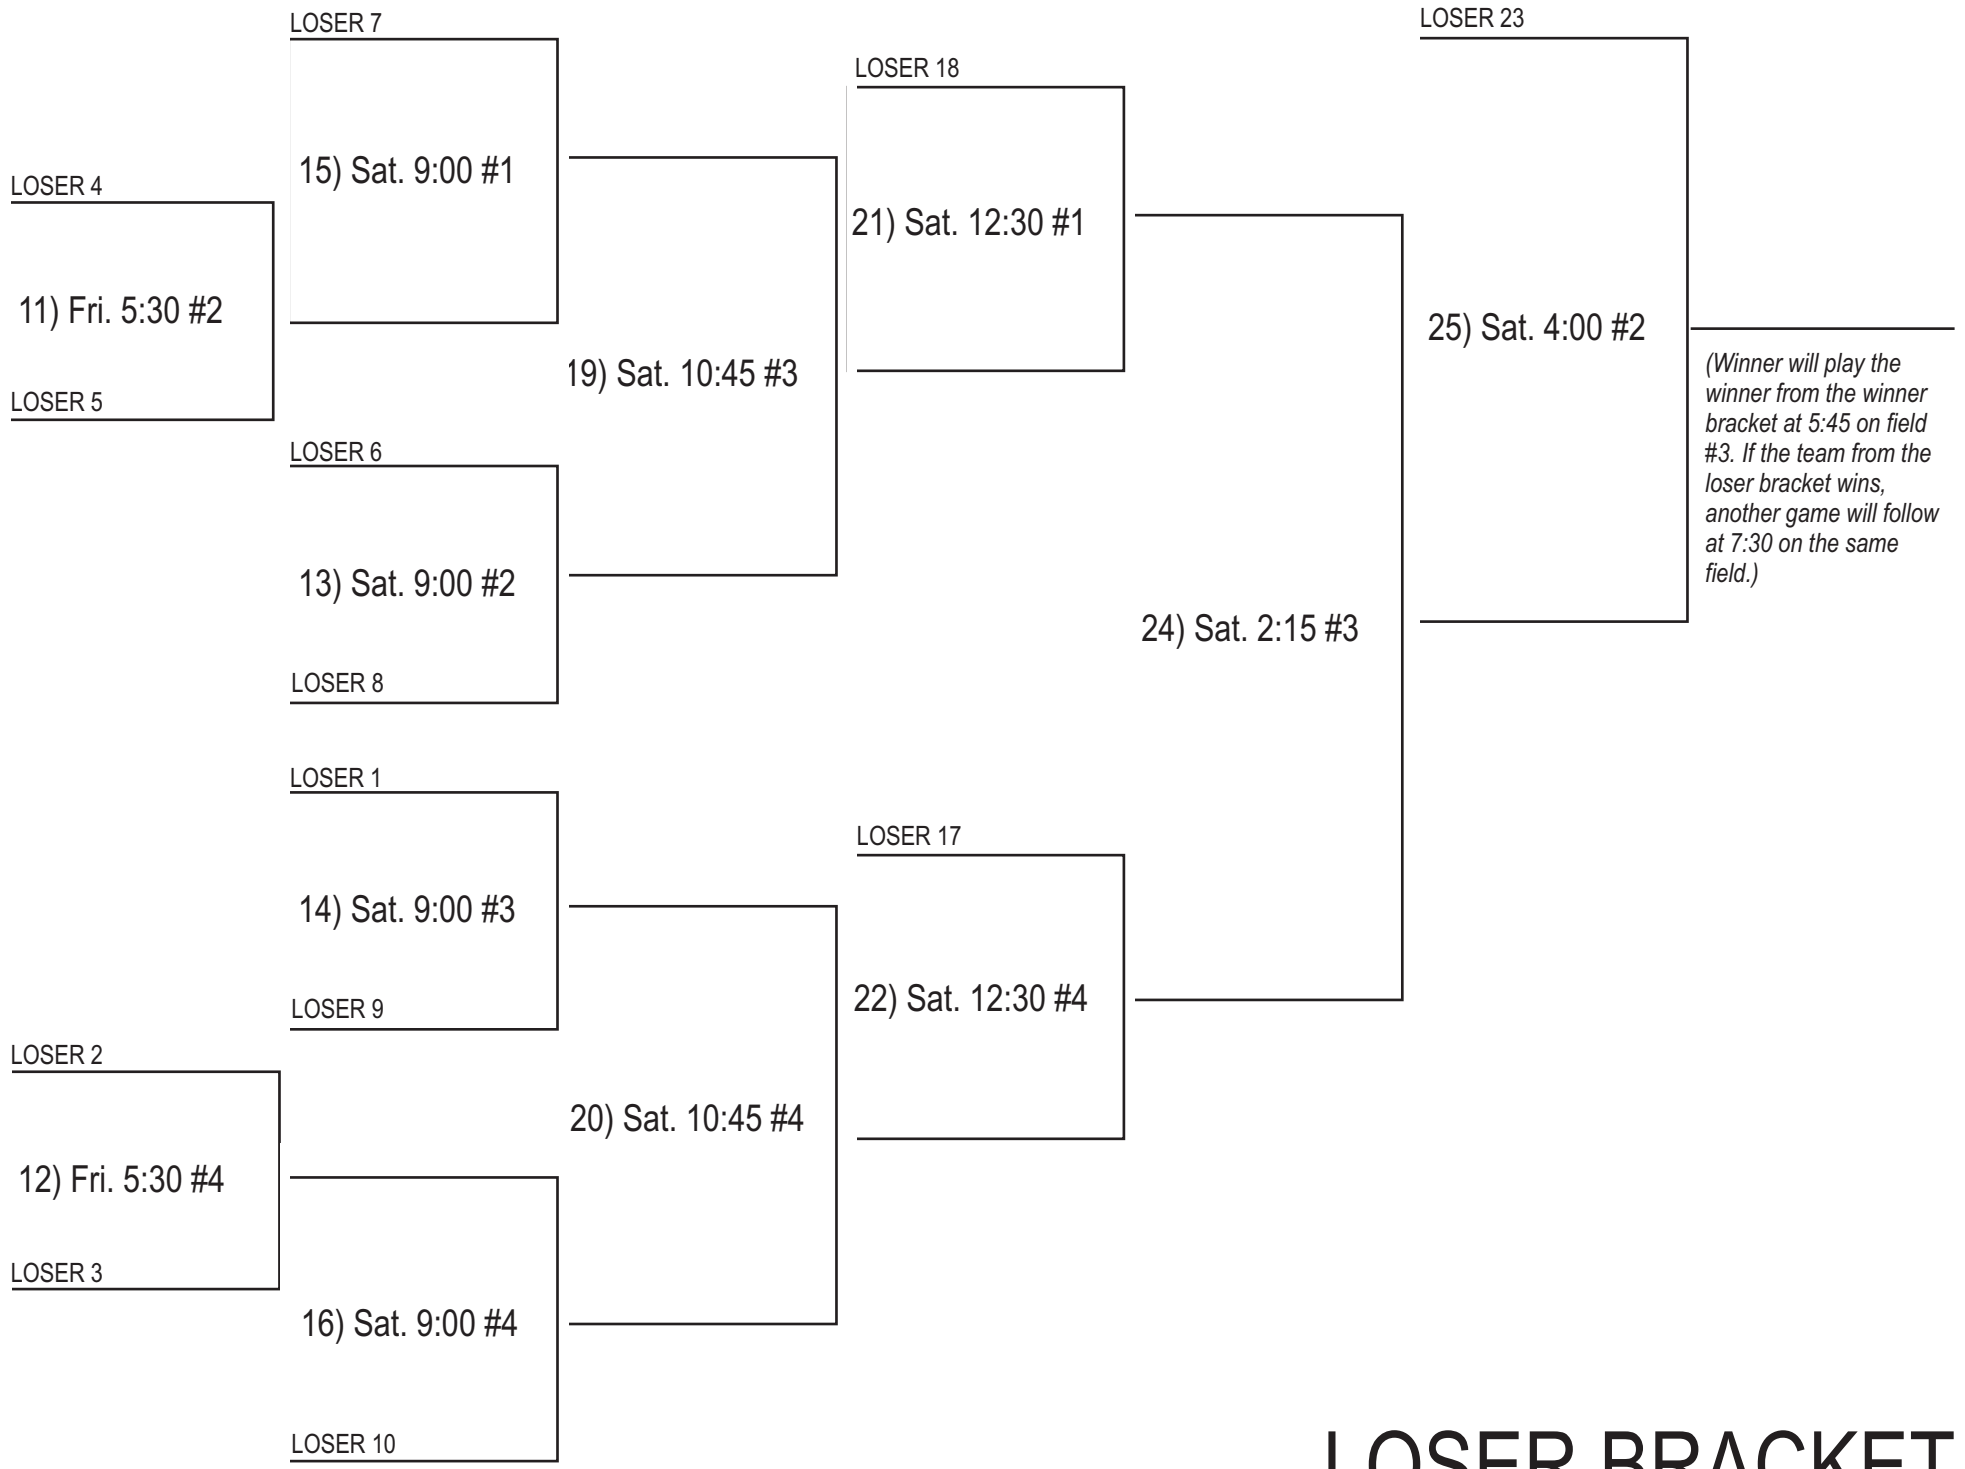 LOSER 7
LOSER 4
15) Sat. 9:00 #1
11) Fri. 5:30 #2
LOSER 5
LOSER 6
13) Sat. 9:00 #2
LOSER 8
LOSER 1
14) Sat. 9:00 #3
LOSER 9
LOSER 2
12) Fri. 5:30 #4
LOSER 3
16) Sat. 9:00 #4
LOSER 10
19) Sat. 10:45 #3
20) Sat. 10:45 #4
LOSER 18
21) Sat. 12:30 #1
LOSER 17
22) Sat. 12:30 #4
24) Sat. 2:15 #3
LOSER 23
25) Sat. 4:00 #2
(Winner will play the
winner from the winner
bracket at 5:45 on field
#3. If the team from the
loser bracket wins,
another game will follow
at 7:30 on the same
field.)
LOSER BRACKET